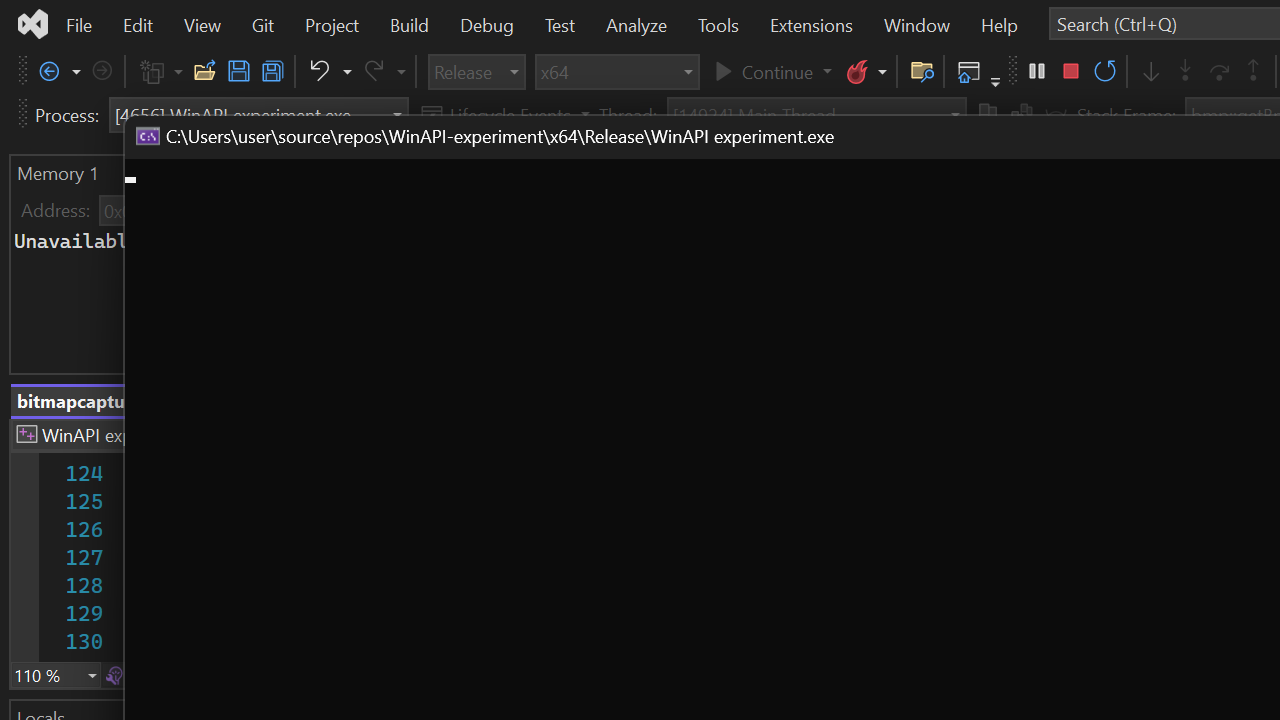 File Edit View Git Project Build Debug Test Analyze Tools Extensions Window Help Search (Ctrl+Q)
Release x64 Continue
Process: [4656] WinAPI experiment.exe Lifecycle Events Thread: [14924] Main Thread Stack Frame:
C:\Users\user\source\repos\WinAPI-experiment\x64\Release\WinAPI experiment.exe
Memory 1
Address: 0x
Unavailabl
bitmapcaptu
WinAPI exp
124
125
126
127
128
129
130
110 %
Locals